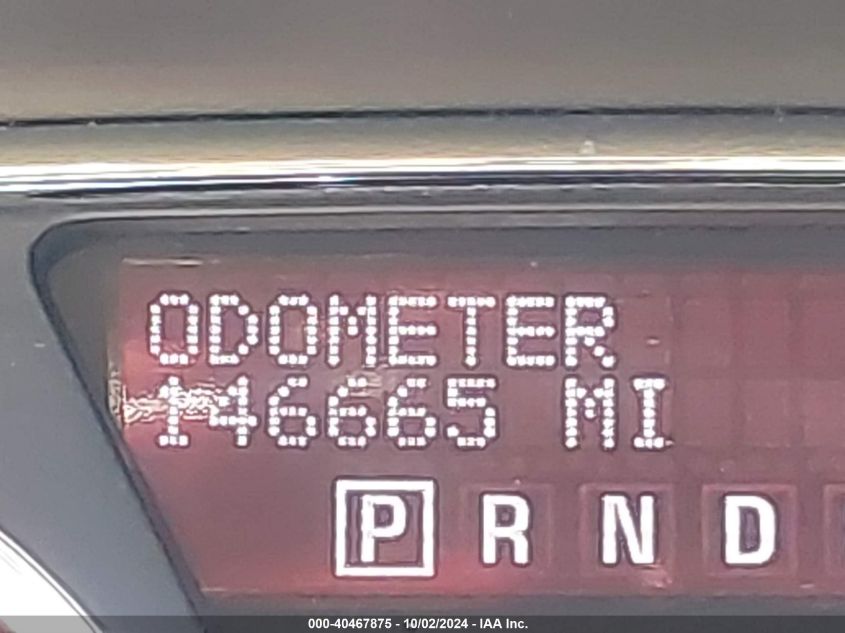 ODOMETER
146665 MI
P R N D
000-40467875 - 10/02/2024 - IAA Inc.